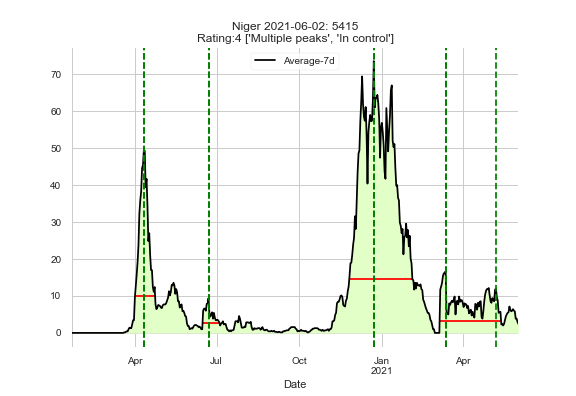 Niger 2021-06-02: 5415
Rating:4 ['Multiple peaks', 'In control']
Average-7d
70
60
50
40
30
20
10
0
Apr
Jul
Oct
Jan
2021
Apr
Date